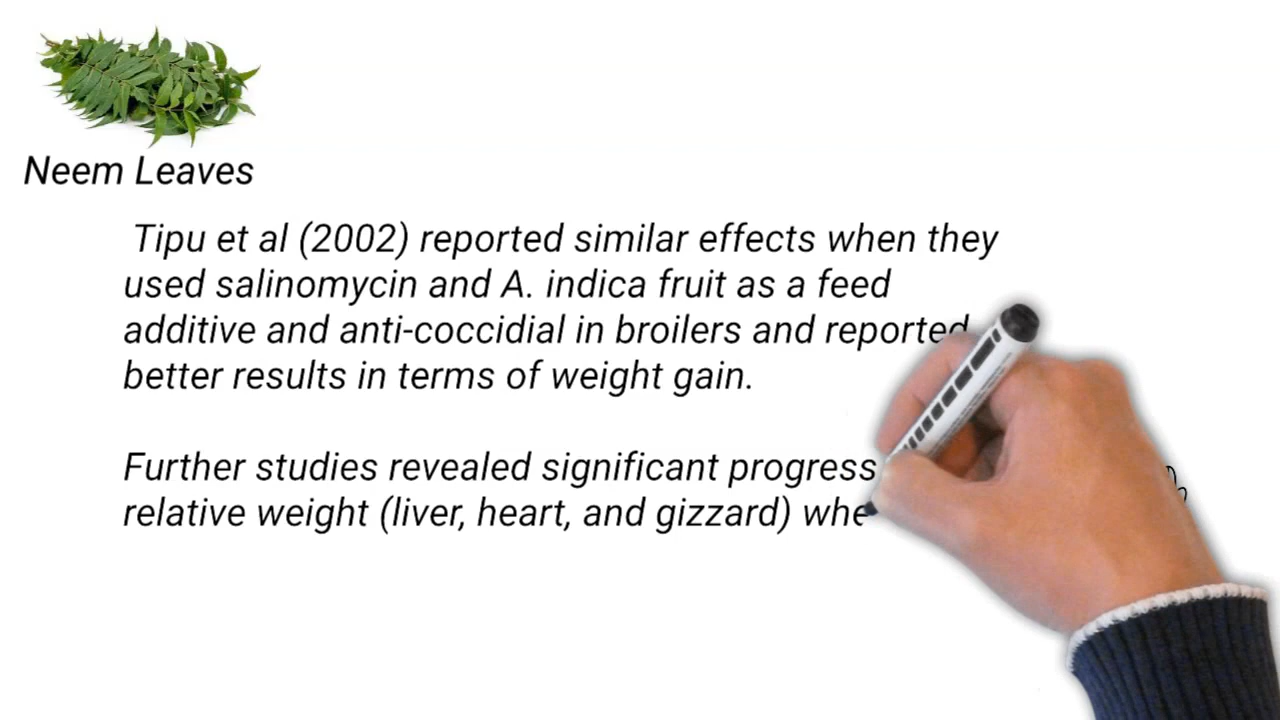 Neem Leaves
Tipu et al (2002) reported similar effects when they
used salinomycin and A. indica fruit as a feed
additive and anti-coccidial in broilers and reported
better results in terms of weight gain.
Further studies revealed significant progress
relative weight (liver, heart, and gizzard) whe